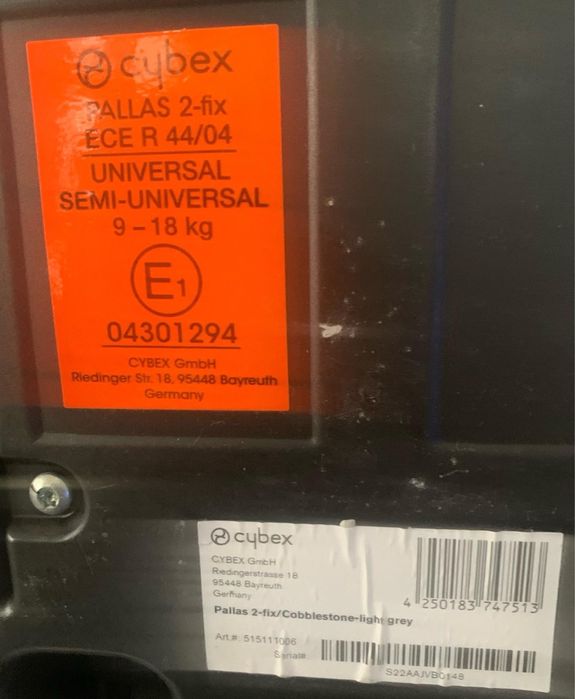 cybex
PALLAS 2-fix
ECE R 44/04
UNIVERSAL
SEMI-UNIVERSAL
9 – 18 kg
E1
04301294
CYBEX GmbH
Riedinger Str. 18, 95448 Bayreuth
Germany
cybex
CYBEX GmbH
Riedingerstrasse 18
95448 Bayreuth
Germany
4 250183 747513
Pallas 2-fix/Cobblestone-light grey
Art.#: 515111006
Serial#:
S22AAJVB0148